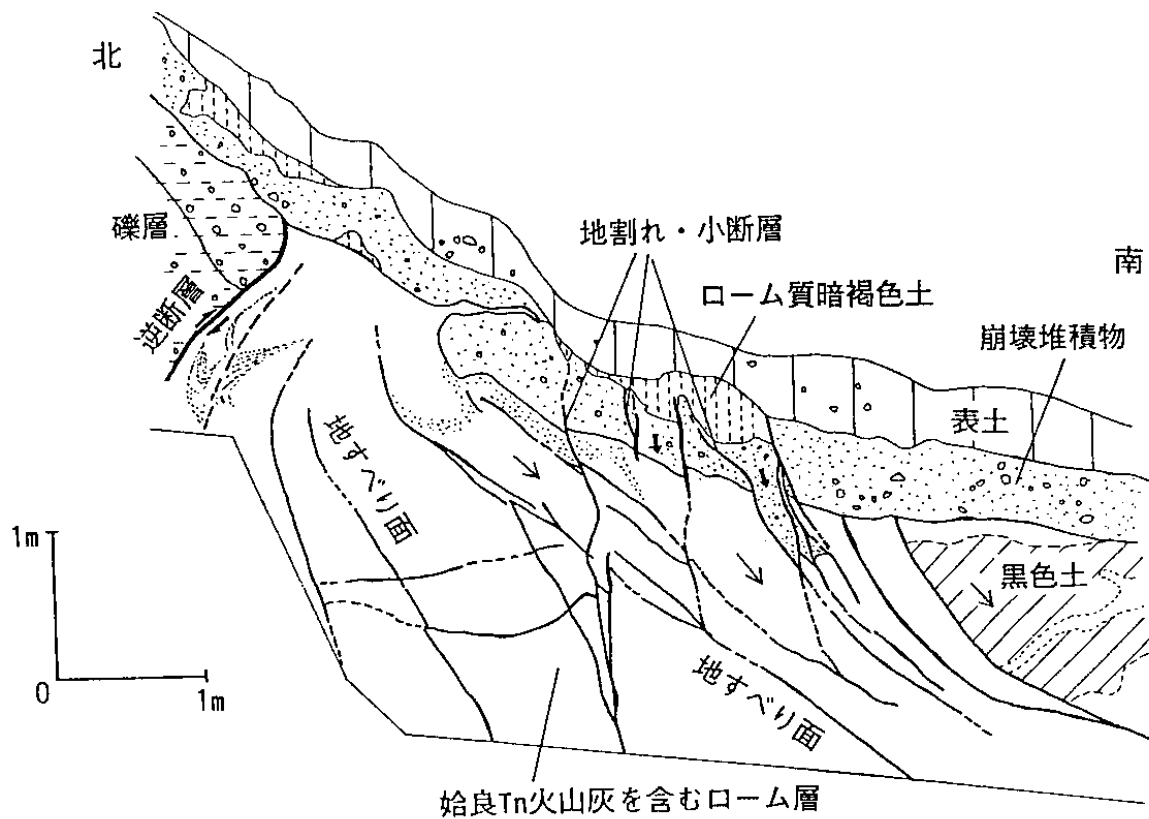 北
礫層
逆断層
地割れ・小断層
ローム質暗褐色土
南
崩壊堆積物
表土
地すべり面
黒色土
1m
0
1m
地すべり面
姶良Tn火山灰を含むローム層